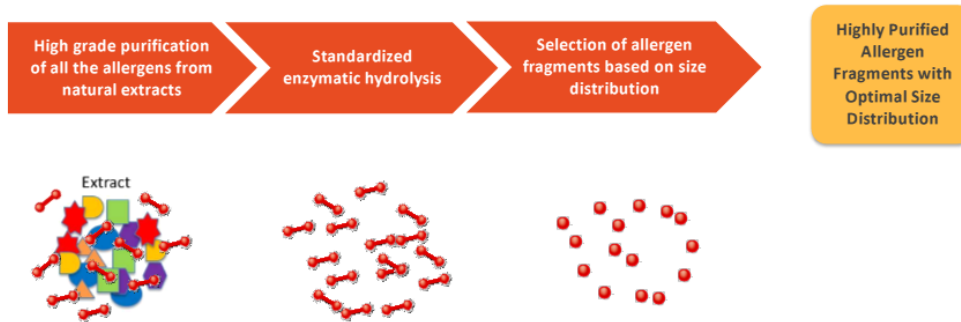 High grade purification
of all the allergens from
natural extracts
Standardized
enzymatic hydrolysis
Selection of allergen
fragments based on size
distribution
Highly Purified
Allergen
Fragments with
Optimal Size
Distribution
Extract